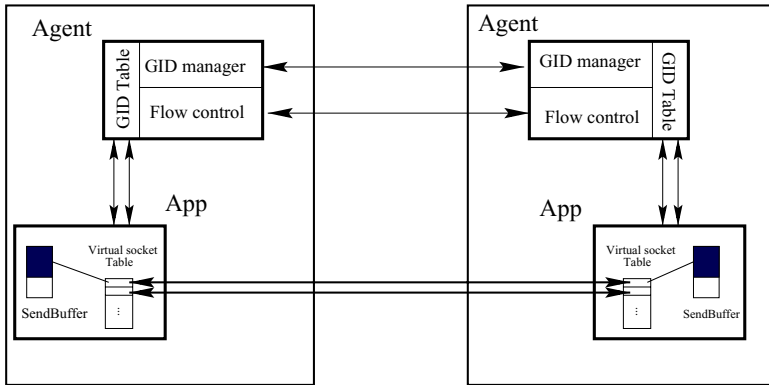 Agent
GID Table
GID manager
Flow control
App
Virtual socket
Table
SendBuffer
...
Agent
GID manager
Flow control
GID Table
App
Virtual socket
Table
...
SendBuffer